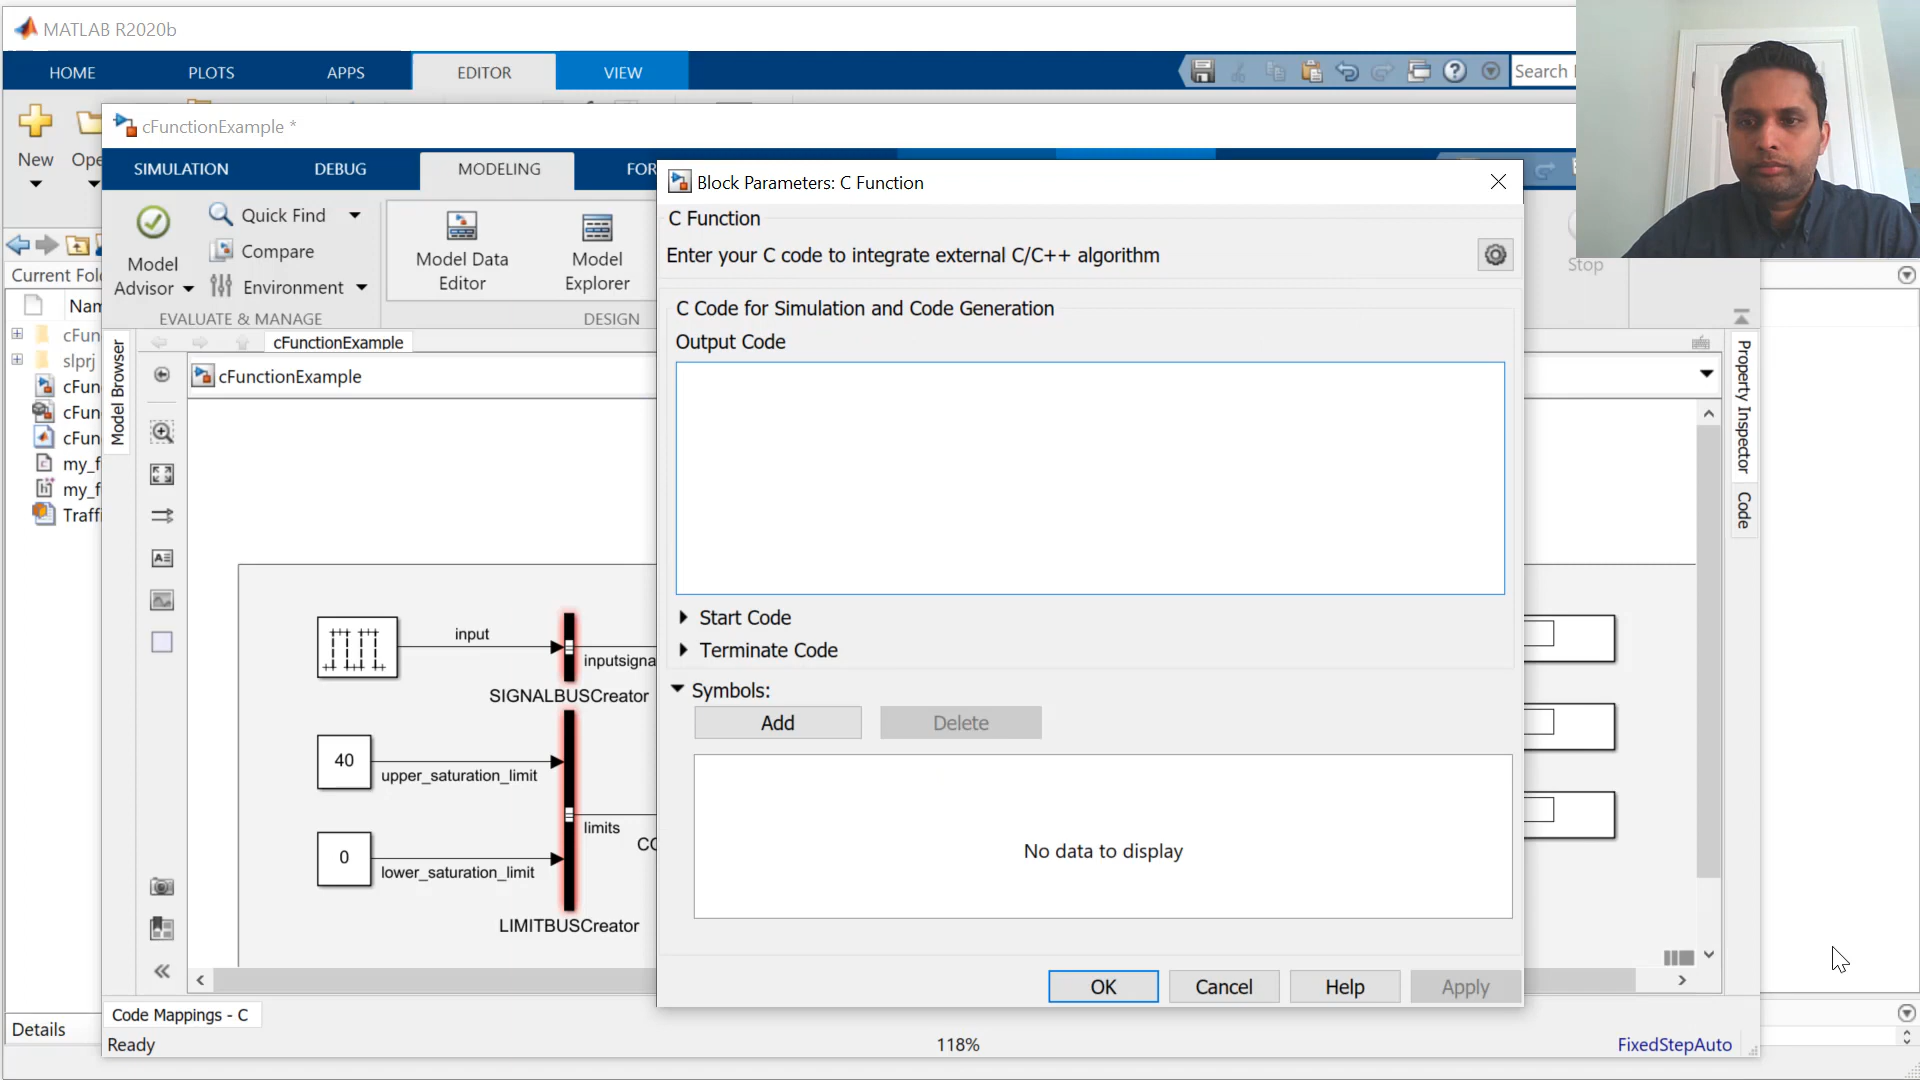 MATLAB R2020b
HOME
PLOTS
APPS
EDITOR
VIEW
Search
New
cFunctionExample *
SIMULATION
DEBUG
MODELING
FOR
Block Parameters: C Function
Model
Advisor
Quick Find
Compare
Environment
EVALUATE & MANAGE
Model Data
Editor
Model
Explorer
DESIGN
C Function
Enter your C code to integrate external C/C++ algorithm
Stop
C Code for Simulation and Code Generation
Output Code
Current Fol
Nam
cFun
slprj
cFun
cFun
cFun
my_f
my_f
Traffi
Model Browser
cFunctionExample
cFunctionExample
Property Inspector
Code
Start Code
Terminate Code
Symbols:
Add
Delete
No data to display
input
inputsigna
SIGNALBUSCreator
40
upper_saturation_limit
limits
CO
0
lower_saturation_limit
LIMITBUSCreator
OK
Cancel
Help
Apply
Code Mappings - C
Details
Ready
118%
FixedStepAuto